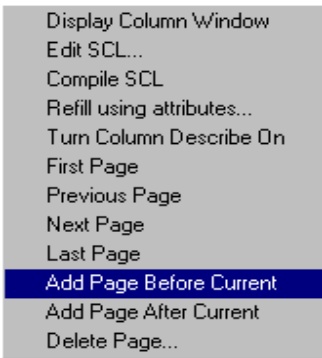 Display Column Window
Edit SCL...
Compile SCL
Refill using attributes...
Turn Column Describe On
First Page
Previous Page
Next Page
Last Page
Add Page Before Current
Add Page After Current
Delete Page...